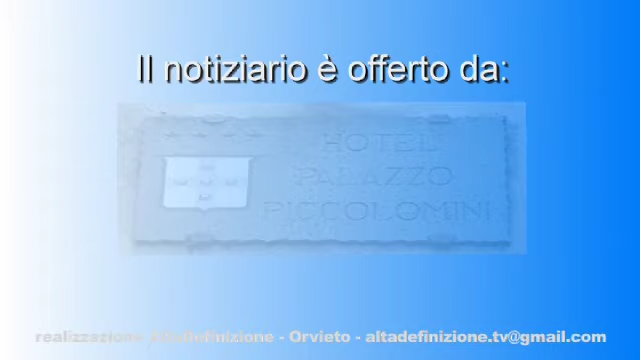 Il notiziario è offerto da:
HOTEL
PALAZZO
PICCOLOMINI
realizzazione Altadefinizione - Orvieto - altadefinizione.tv@gmail.com